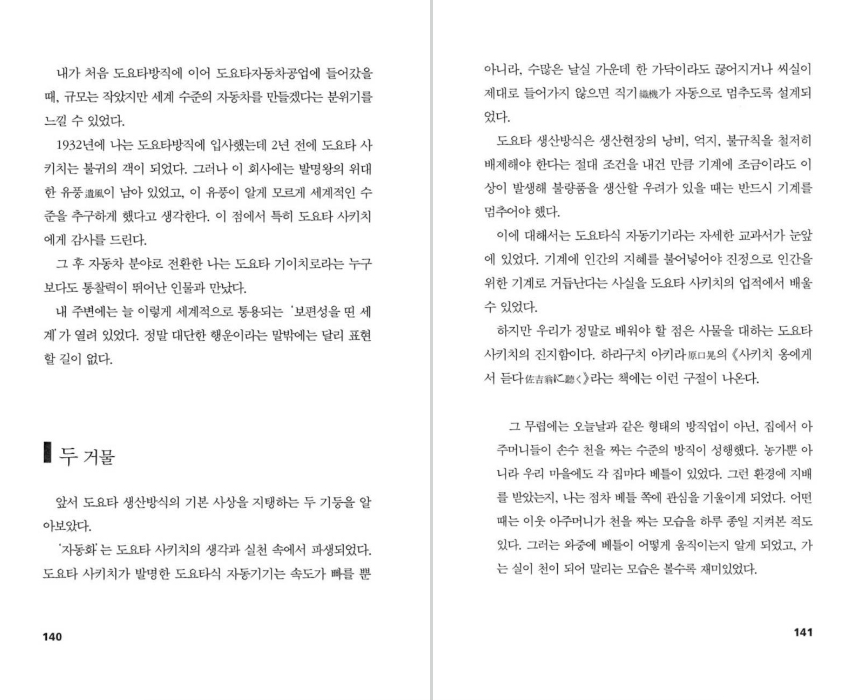 내가 처음 도요타방직에 이어 도요타자동차공업에 들어갔을
때, 규모는 작았지만 세계 수준의 자동차를 만들겠다는 분위기를
느낄 수 있었다.
1932년에 나는 도요타방직에 입사했는데 2년 전에 도요타 사
키치는 불귀의 객이 되었다. 그러나 이 회사에는 발명왕의 위대
한 유풍遺風이 남아 있었고, 이 유풍이 알게 모르게 세계적인 수
준을 추구하게 했다고 생각한다. 이 점에서 특히 도요타 사키치
에게 감사를 드린다.
그 후 자동차 분야로 전환한 나는 도요타 기이치로라는 누구
보다도 통찰력이 뛰어난 인물과 만났다.
내 주변에는 늘 이렇게 세계적으로 통용되는 '보편성을 띤 세
계'가 열려 있었다. 정말 대단한 행운이라는 말밖에는 달리 표현
할 길이 없다.
두 거물
앞서 도요타 생산방식의 기본 사상을 지탱하는 두 기둥을 알
아보았다.
'자동화'는 도요타 사키치의 생각과 실천 속에서 파생되었다.
도요타 사키치가 발명한 도요타식 자동기기는 속도가 빠를 뿐
140
아니라, 수많은 날실 가운데 한 가닥이라도 끊어지거나 씨실이
제대로 들어가지 않으면 직기織機가 자동으로 멈추도록 설계되
었다.
도요타 생산방식은 생산현장의 낭비, 억지, 불규칙을 철저히
배제해야 한다는 절대 조건을 내건 만큼 기계에 조금이라도 이
상이 발생해 불량품을 생산할 우려가 있을 때는 반드시 기계를
멈추어야 했다.
이에 대해서는 도요타식 자동기기라는 자세한 교과서가 눈앞
에 있었다. 기계에 인간의 지혜를 불어넣어야 진정으로 인간을
위한 기계로 거듭난다는 사실을 도요타 사키치의 업적에서 배울
수 있었다.
하지만 우리가 정말로 배워야 할 점은 사물을 대하는 도요타
사키치의 진지함이다. 하라구치 아키라原口晃의 《사키치 옹에게
서 듣다佐吉翁に聽く》라는 책에는 이런 구절이 나온다.
그 무렵에는 오늘날과 같은 형태의 방직업이 아닌, 집에서 아
주머니들이 손수 천을 짜는 수준의 방직이 성행했다. 농가뿐 아
니라 우리 마을에도 각 집마다 베틀이 있었다. 그런 환경에 지배
를 받았는지, 나는 점차 베틀 쪽에 관심을 기울이게 되었다. 어떤
때는 이웃 아주머니가 천을 짜는 모습을 하루 종일 지켜본 적도
있다. 그러는 와중에 베틀이 어떻게 움직이는지 알게 되었고, 가
는 실이 천이 되어 말리는 모습은 볼수록 재미있었다.
141